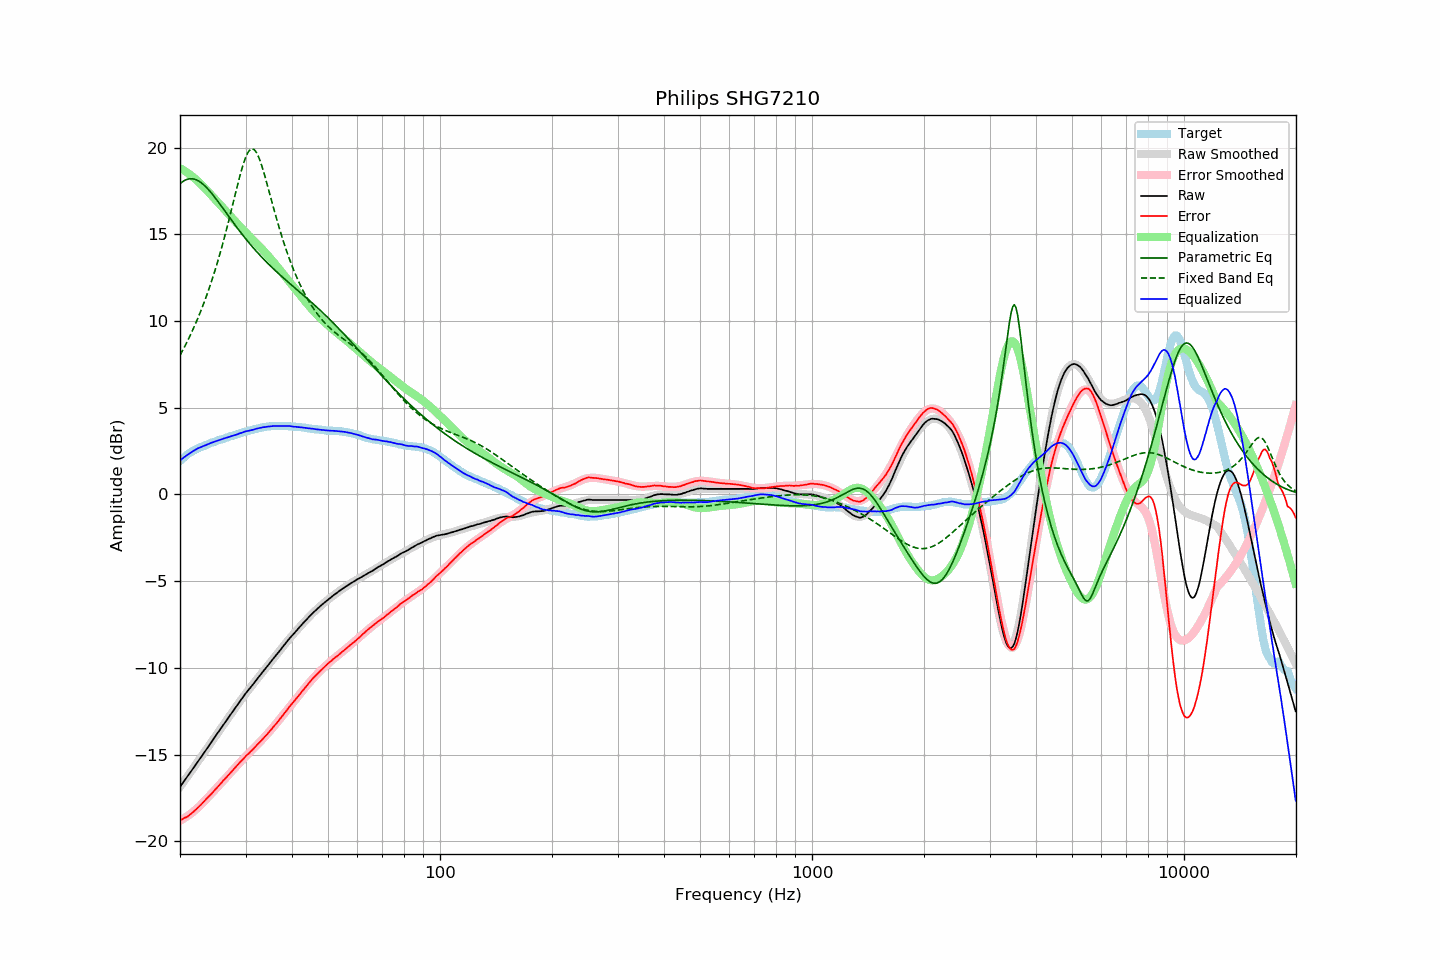 Philips SHG7210
Amplitude (dBr)
20
15
10
5
0
−5
−10
−15
−20
100
1000
10000
Frequency (Hz)
Target
Raw Smoothed
Error Smoothed
Raw
Error
Equalization
Parametric Eq
Fixed Band Eq
Equalized